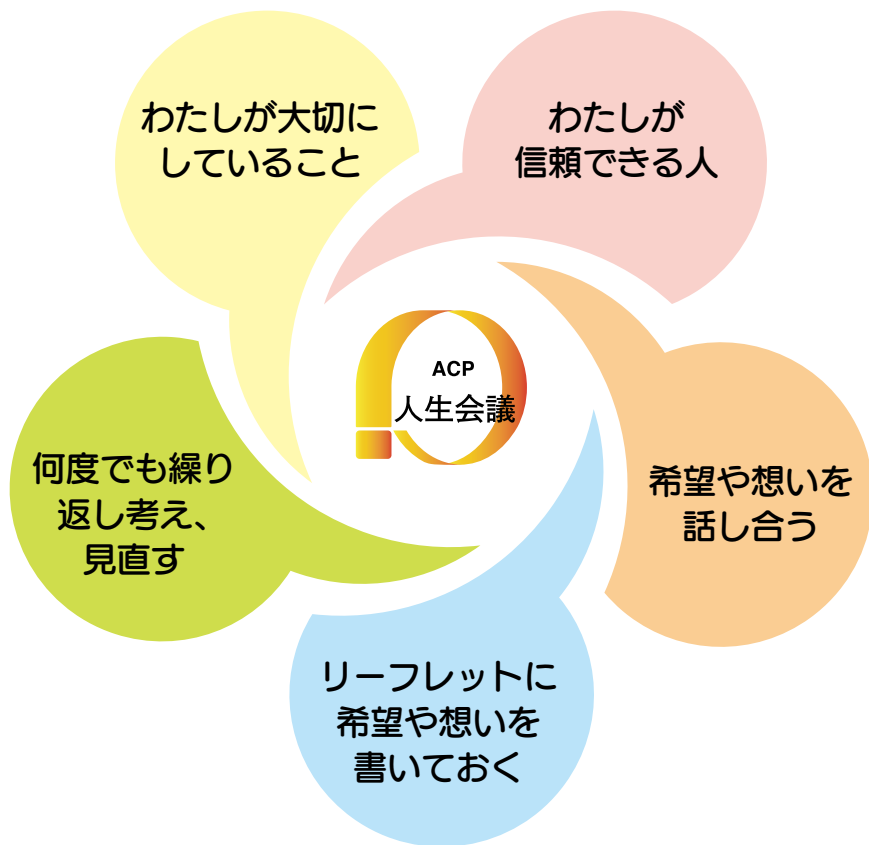 わたしが大切に
していること
わたしが
信頼できる人
希望や想いを
話し合う
リーフレットに
希望や想いを
書いておく
何度でも繰り
返し考え、
見直す
ACP
人生会議